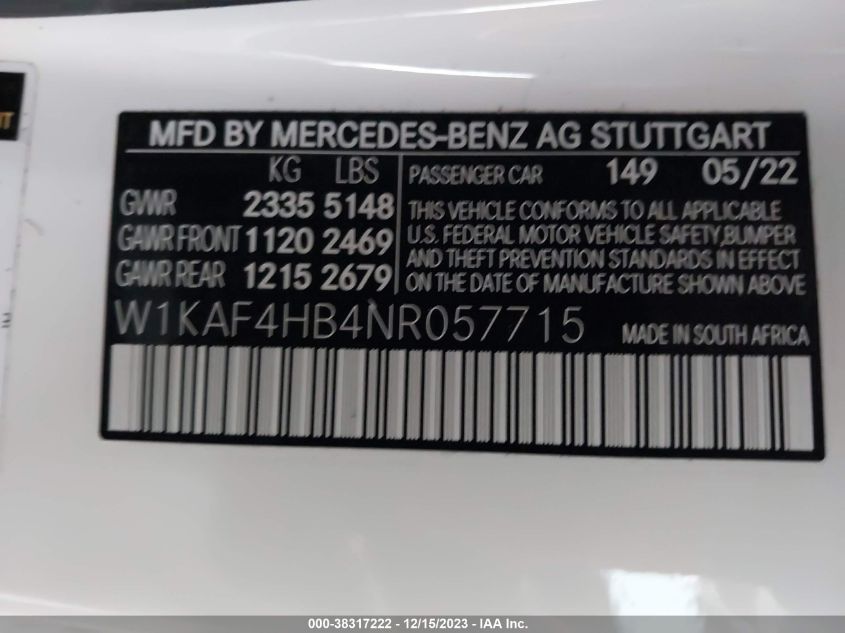 MFD BY MERCEDES-BENZ AG STUTTGART
KG LBS
GVWR 2335 5148
GAWR FRONT 1120 2469
GAWR REAR 1215 2679
PASSENGER CAR 149 05/22
THIS VEHICLE CONFORMS TO ALL APPLICABLE
U.S. FEDERAL MOTOR VEHICLE SAFETY,BUMPER
AND THEFT PREVENTION STANDARDS IN EFFECT
ON THE DATE OF MANUFACTURE SHOWN ABOVE
W1KAF4HB4NR057715 MADE IN SOUTH AFRICA
000-38317222 - 12/15/2023 - IAA Inc.